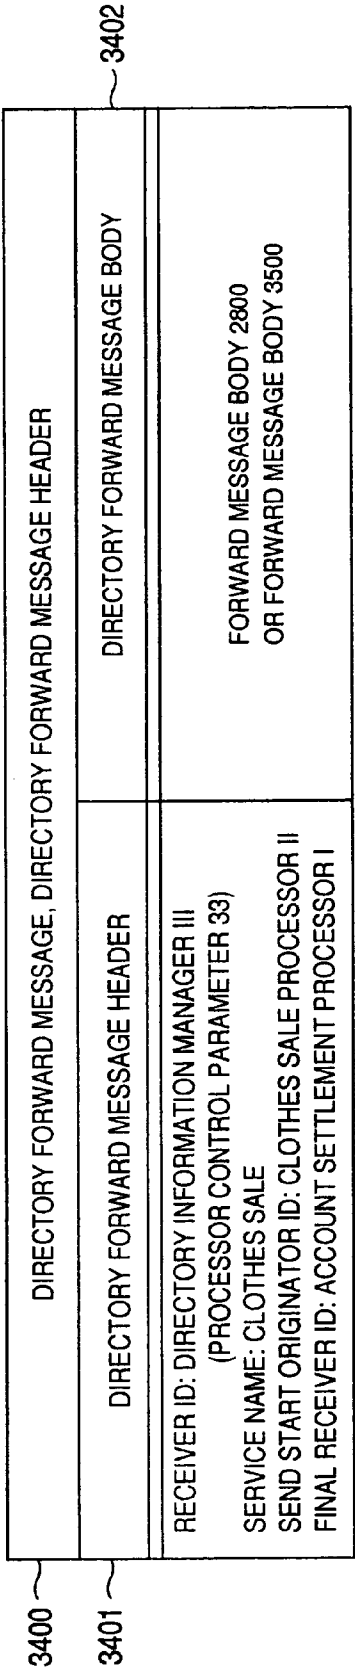 3400
DIRECTORY FORWARD MESSAGE, DIRECTORY FORWARD MESSAGE HEADER
3401
DIRECTORY FORWARD MESSAGE HEADER
DIRECTORY FORWARD MESSAGE BODY
3402
RECEIVER ID: DIRECTORY INFORMATION MANAGER III
(PROCESSOR CONTROL PARAMETER 33)
SERVICE NAME: CLOTHES SALE
SEND START ORIGINATOR ID: CLOTHES SALE PROCESSOR II
FINAL RECEIVER ID: ACCOUNT SETTLEMENT PROCESSOR I
FORWARD MESSAGE BODY 2800
OR FORWARD MESSAGE BODY 3500